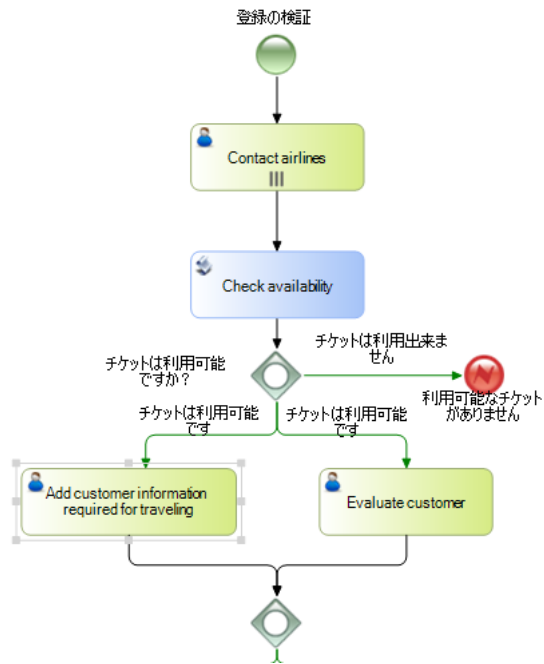 登録の検証
Contact airlines
Check availability
チケットは利用可能
ですか？
チケットは利用出来ま
せん
利用可能なチケット
がありません
チケットは利用可能
です
チケットは利用可能
です
Add customer information
required for traveling
Evaluate customer